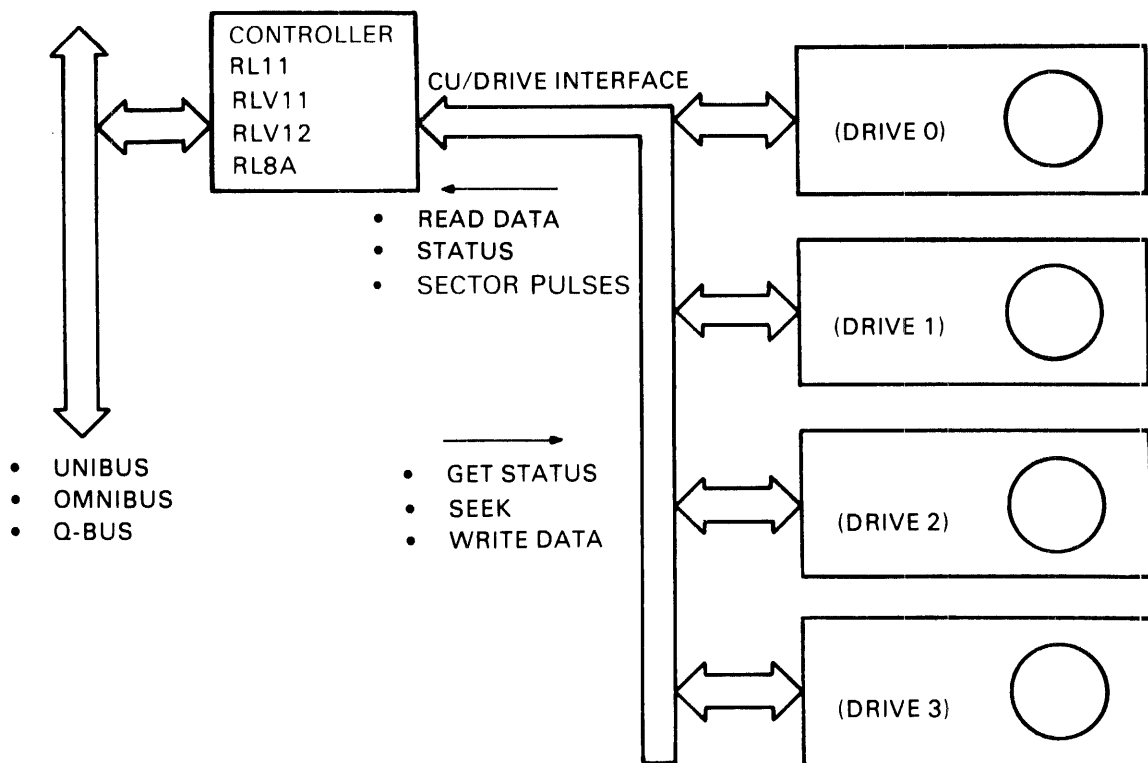 CONTROLLER
RL11
RLV11
RLV12
RL8A
CU/DRIVE INTERFACE
(DRIVE 0)
• READ DATA
• STATUS
• SECTOR PULSES
(DRIVE 1)
• UNIBUS
• OMNIBUS
• Q-BUS
• GET STATUS
• SEEK
• WRITE DATA
(DRIVE 2)
(DRIVE 3)